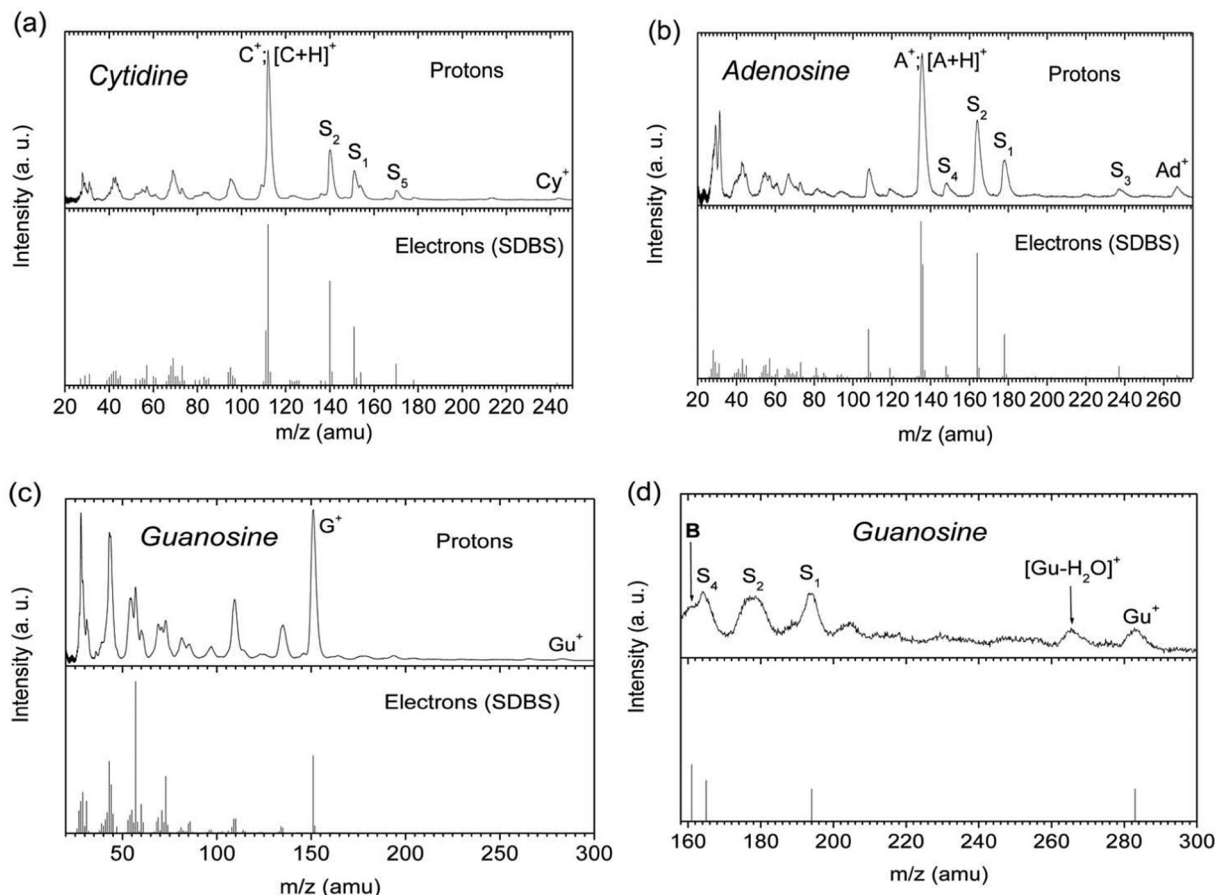 (a)
C⁺; [C+H]⁺
Cytidine
Protons
S₂
S₁
S₅
Cy⁺
Intensity (a. u.)
Electrons (SDBS)
Intensity (a. u.)
20 40 60 80 100 120 140 160 180 200 220 240
m/z (amu)
(b)
A⁺; [A+H]⁺
Adenosine
Protons
S₂
S₄
S₁
S₃
Ad⁺
Intensity (a. u.)
Electrons (SDBS)
Intensity (a. u.)
20 40 60 80 100 120 140 160 180 200 220 240 260
m/z (amu)
(c)
Guanosine
G⁺
Protons
Gu⁺
Intensity (a. u.)
Electrons (SDBS)
Intensity (a. u.)
50 100 150 200 250 300
m/z (amu)
(d)
Guanosine
B
S₄
S₂
S₁
[Gu-H₂O]⁺
Gu⁺
Intensity (a. u.)
Intensity (a. u.)
160 180 200 220 240 260 280 300
m/z (amu)